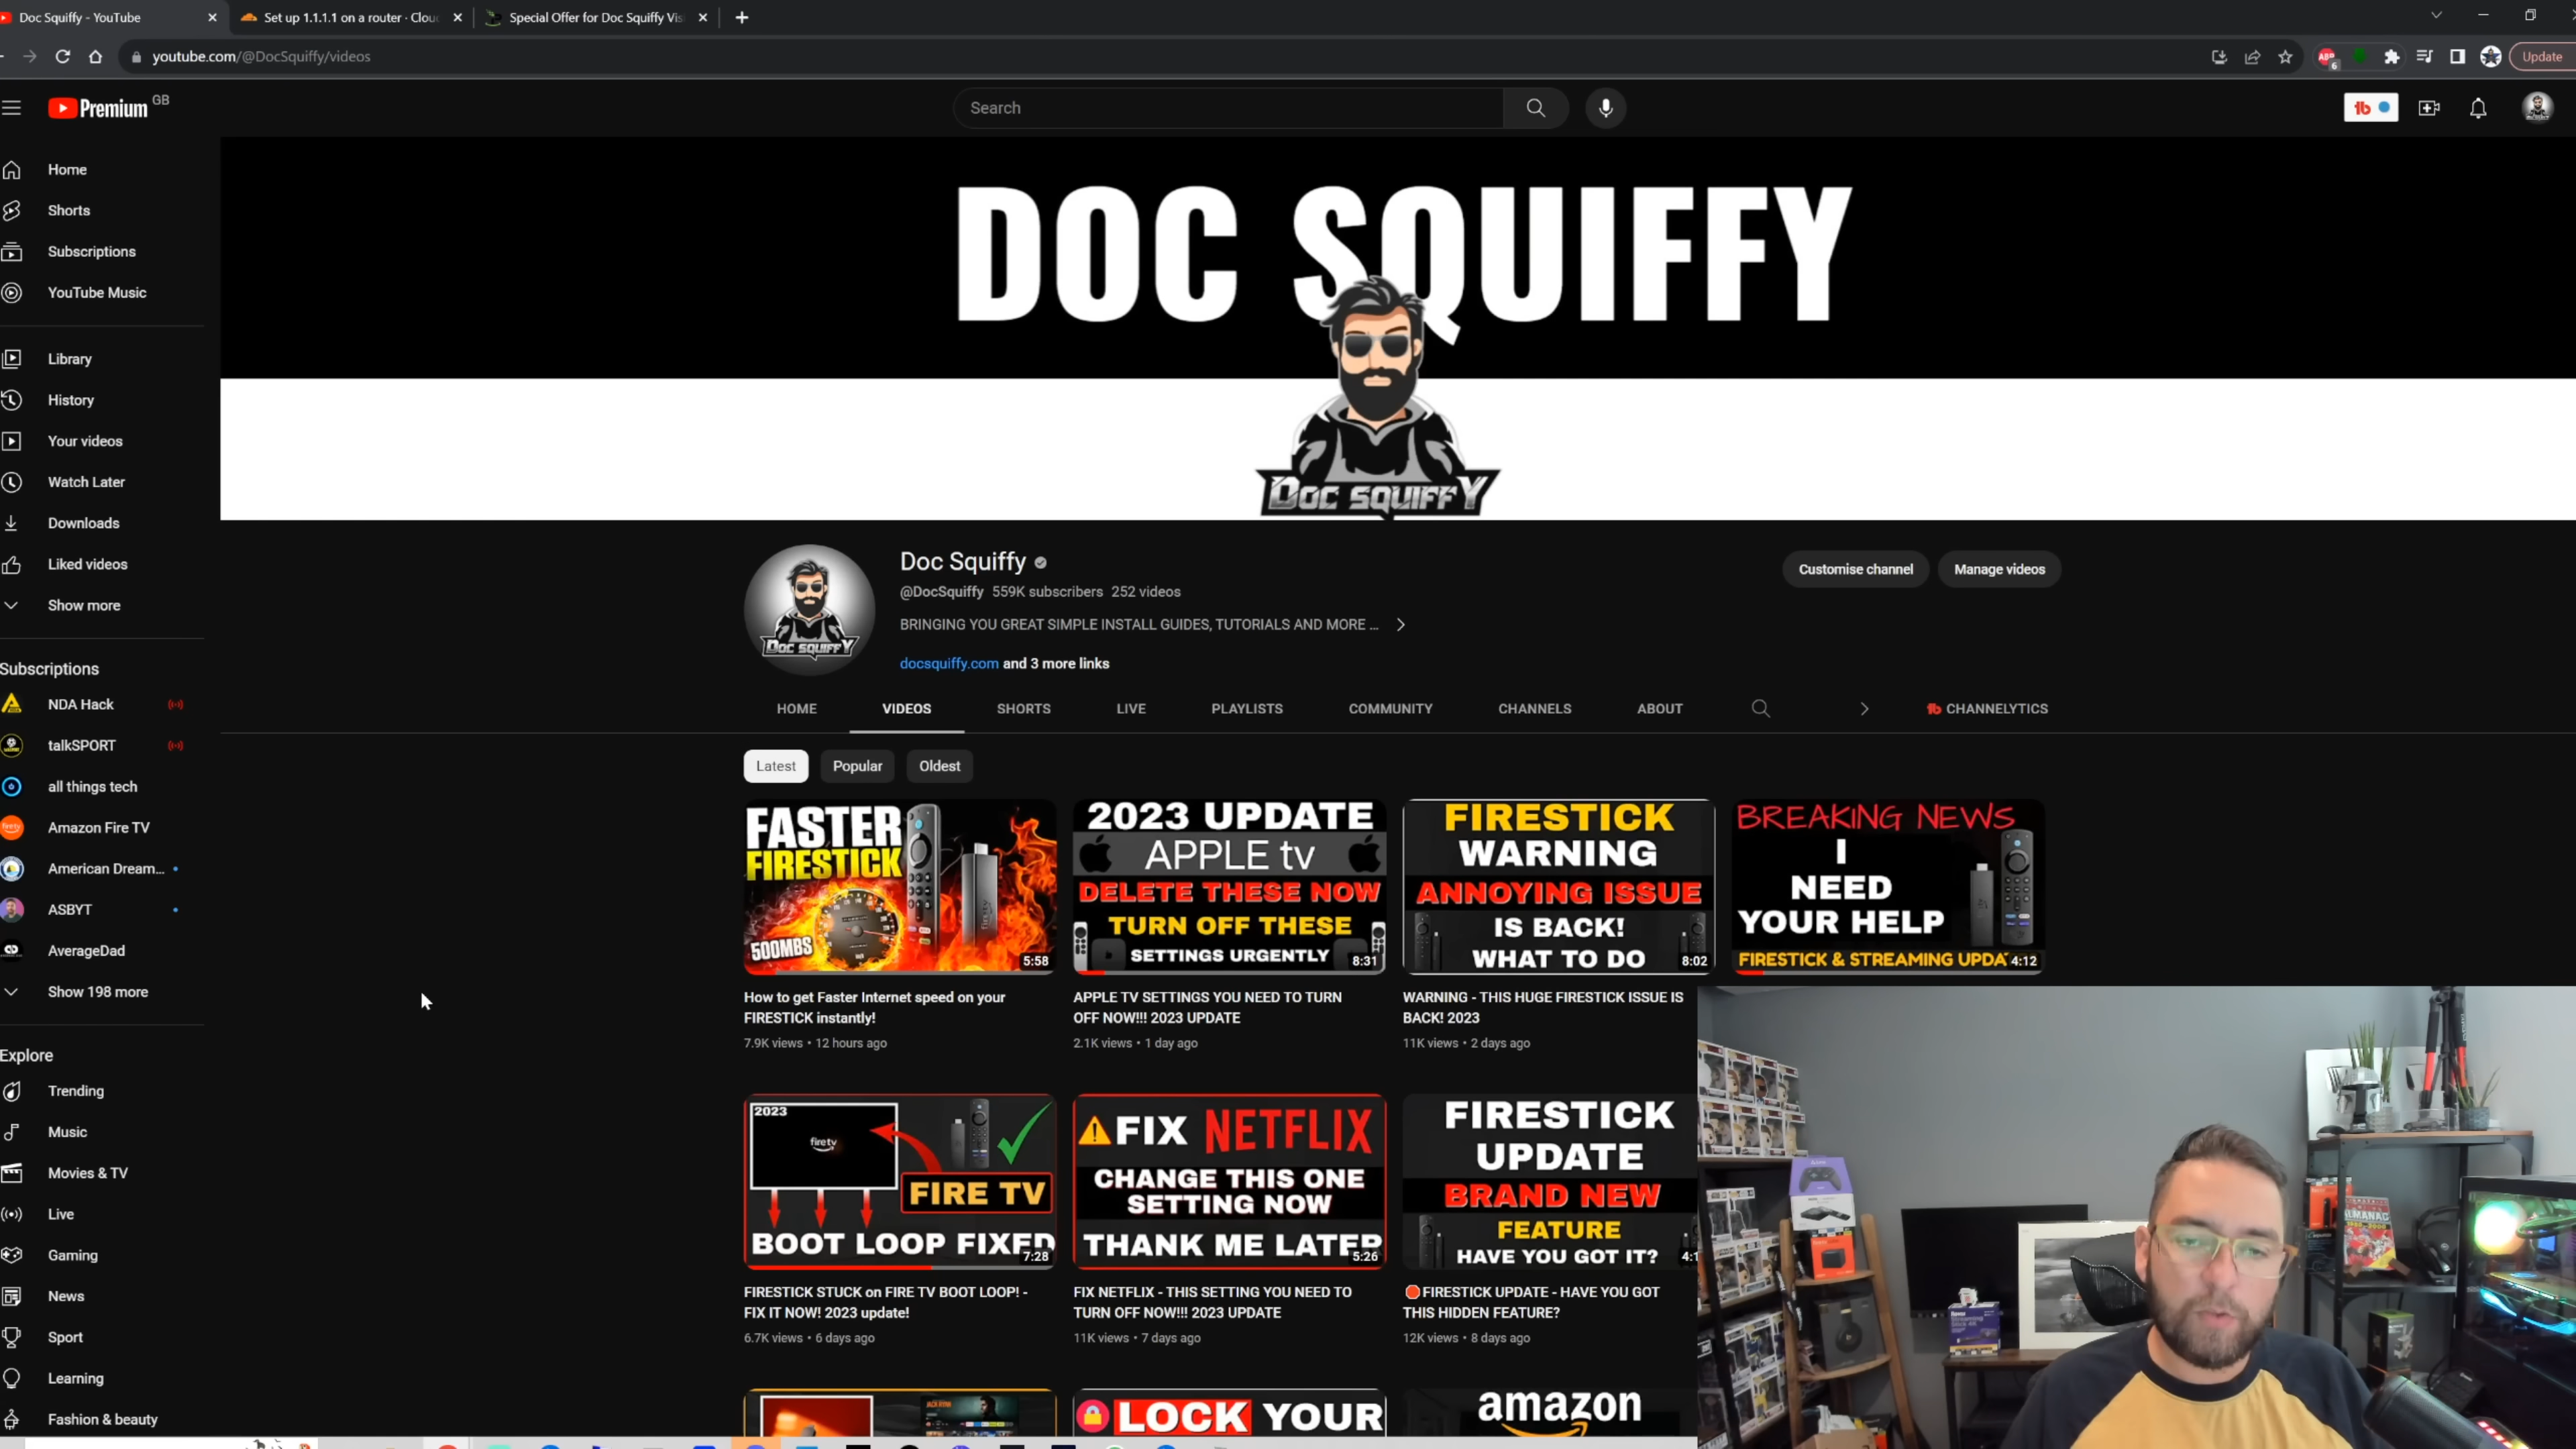 Doc Squiffy - YouTube
Set up 1.1.1.1 on a router · Clou
Special Offer for Doc Squiffy Vis
youtube.com/@DocSquiffy/videos
ABP
6
Update
Premium GB
Search
tb
Home
Shorts
Subscriptions
YouTube Music
Library
History
Your videos
Watch Later
Downloads
Liked videos
Show more
Subscriptions
NDA Hack
talkSPORT
all things tech
Amazon Fire TV
American Dream...
ASBYT
AverageDad
Show 198 more
Explore
Trending
Music
Movies & TV
Live
Gaming
News
Sport
Learning
Fashion & beauty
DOC SQUIFFY
DOC SQUIFFY
DOC SQUIFFY
Doc Squiffy
@DocSquiffy 559K subscribers 252 videos
BRINGING YOU GREAT SIMPLE INSTALL GUIDES, TUTORIALS AND MORE ...
docsquiffy.com and 3 more links
Customise channel
Manage videos
HOME VIDEOS SHORTS LIVE PLAYLISTS COMMUNITY CHANNELS ABOUT
tb CHANNELYTICS
Latest Popular Oldest
FASTER
FIRESTICK
500MBS
firetv
5:58
How to get Faster Internet speed on your
FIRESTICK instantly!
7.9K views • 12 hours ago
2023 UPDATE
APPLE tv
DELETE THESE NOW
TURN OFF THESE
SETTINGS URGENTLY
8:31
APPLE TV SETTINGS YOU NEED TO TURN
OFF NOW!!! 2023 UPDATE
2.1K views • 1 day ago
FIRESTICK
WARNING
ANNOYING ISSUE
IS BACK!
WHAT TO DO
8:02
WARNING - THIS HUGE FIRESTICK ISSUE IS
BACK! 2023
11K views • 2 days ago
BREAKING NEWS
I
NEED
YOUR HELP
FIRESTICK & STREAMING UPDA
4:12
2023
firetv
FIRE TV
BOOT LOOP FIXED
7:28
FIRESTICK STUCK on FIRE TV BOOT LOOP! -
FIX IT NOW! 2023 update!
6.7K views • 6 days ago
FIX NETFLIX
CHANGE THIS ONE
SETTING NOW
THANK ME LATER
5:26
FIX NETFLIX - THIS SETTING YOU NEED TO
TURN OFF NOW!!! 2023 UPDATE
11K views • 7 days ago
FIRESTICK
UPDATE
BRAND NEW
FEATURE
HAVE YOU GOT IT?
4:1
FIRESTICK UPDATE - HAVE YOU GOT
THIS HIDDEN FEATURE?
12K views • 8 days ago
LOCK YOUR
amazon
ALMANAC